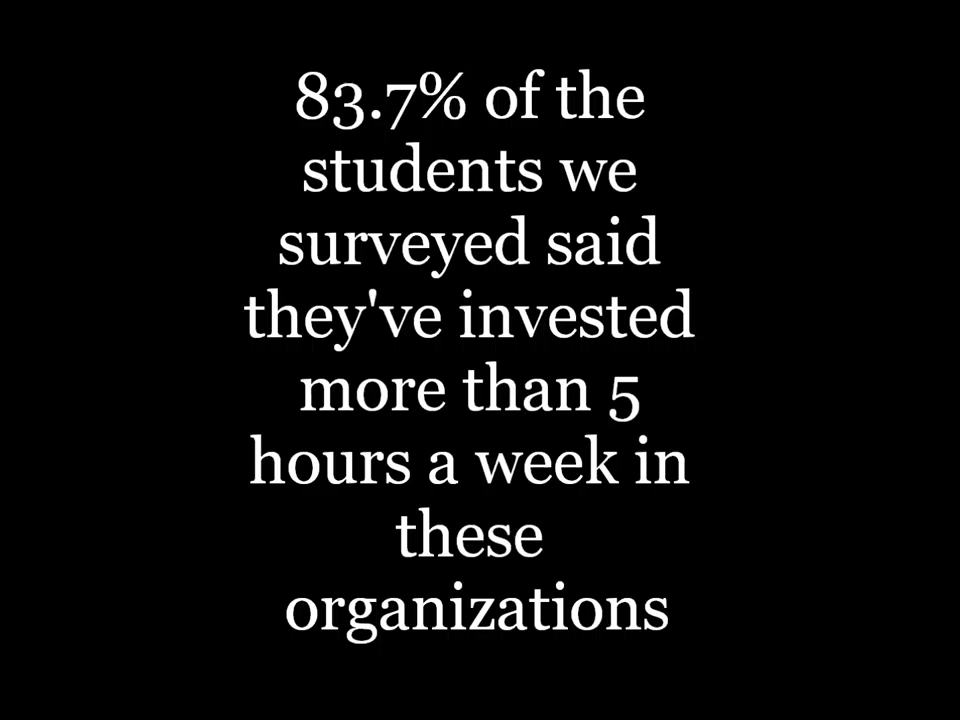 83.7% of the
students we
surveyed said
they've invested
more than 5
hours a week in
these
organizations